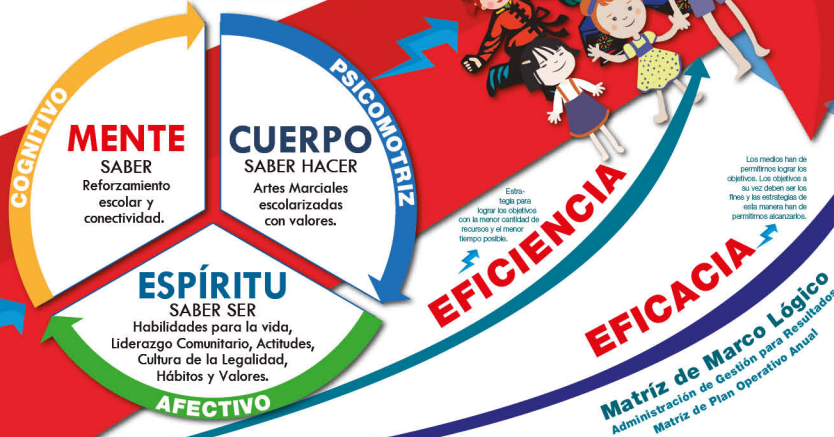 COGNITIVO
MENTE
SABER
Reforzamiento
escolar y
conectividad.
PSICOMOTRIZ
CUERPO
SABER HACER
Artes Marciales
escolarizadas
con valores.
ESPÍRITU
SABER SER
Habilidades para la vida,
Liderazgo Comunitario, Actitudes,
Cultura de la Legalidad,
Hábitos y Valores.
AFECTIVO
Estra-
tegia para
lograr los objetivos
con la menor cantidad de
recursos y el menor
tiempo posible.
EFICIENCIA
Los medios han de
permitirnos lograr los
objetivos. Los objetivos a
su vez deben ser los
fines y las estrategias de
esta manera han de
permitirnos alcanzarlos.
EFICACIA
Matríz de Marco Lógico
Administración de Gestión para Resultados
Matríz de Plan Operativo Anual